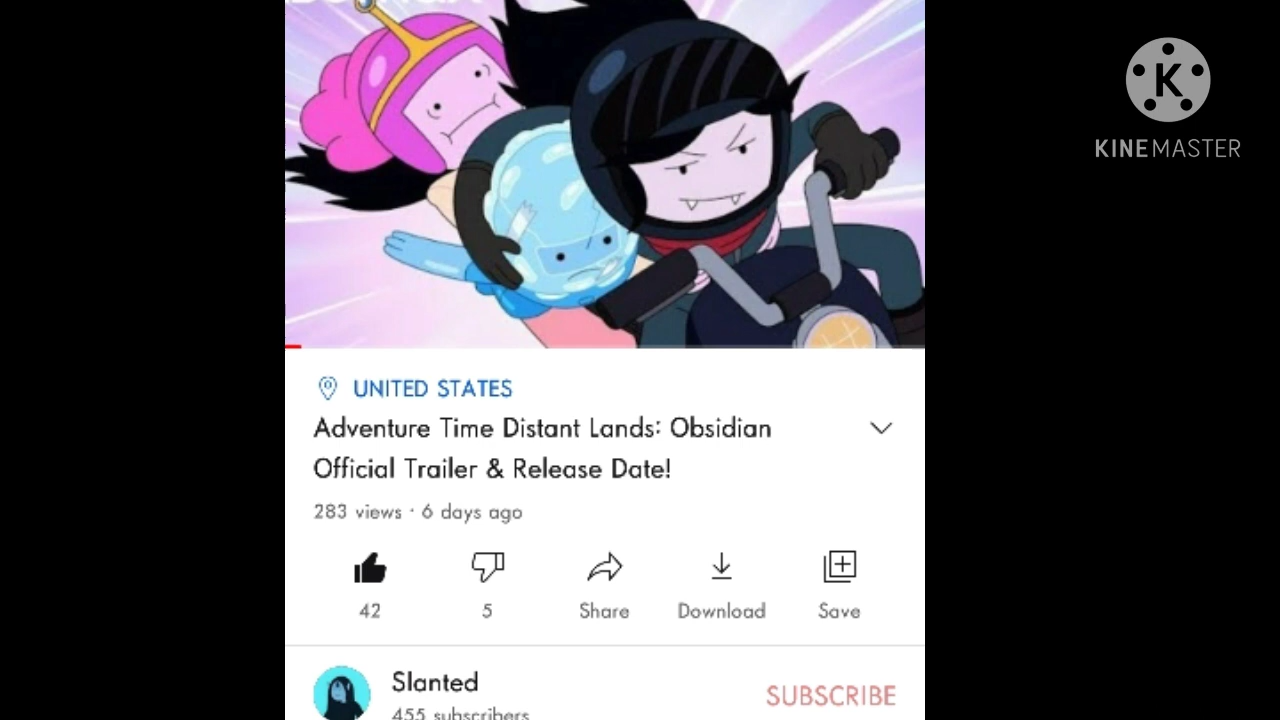 K
KINEMASTER
UNITED STATES
Adventure Time Distant Lands: Obsidian
Official Trailer & Release Date!
283 views · 6 days ago
42
5
Share
Download
Save
Slanted
SUBSCRIBE
455 subscribers